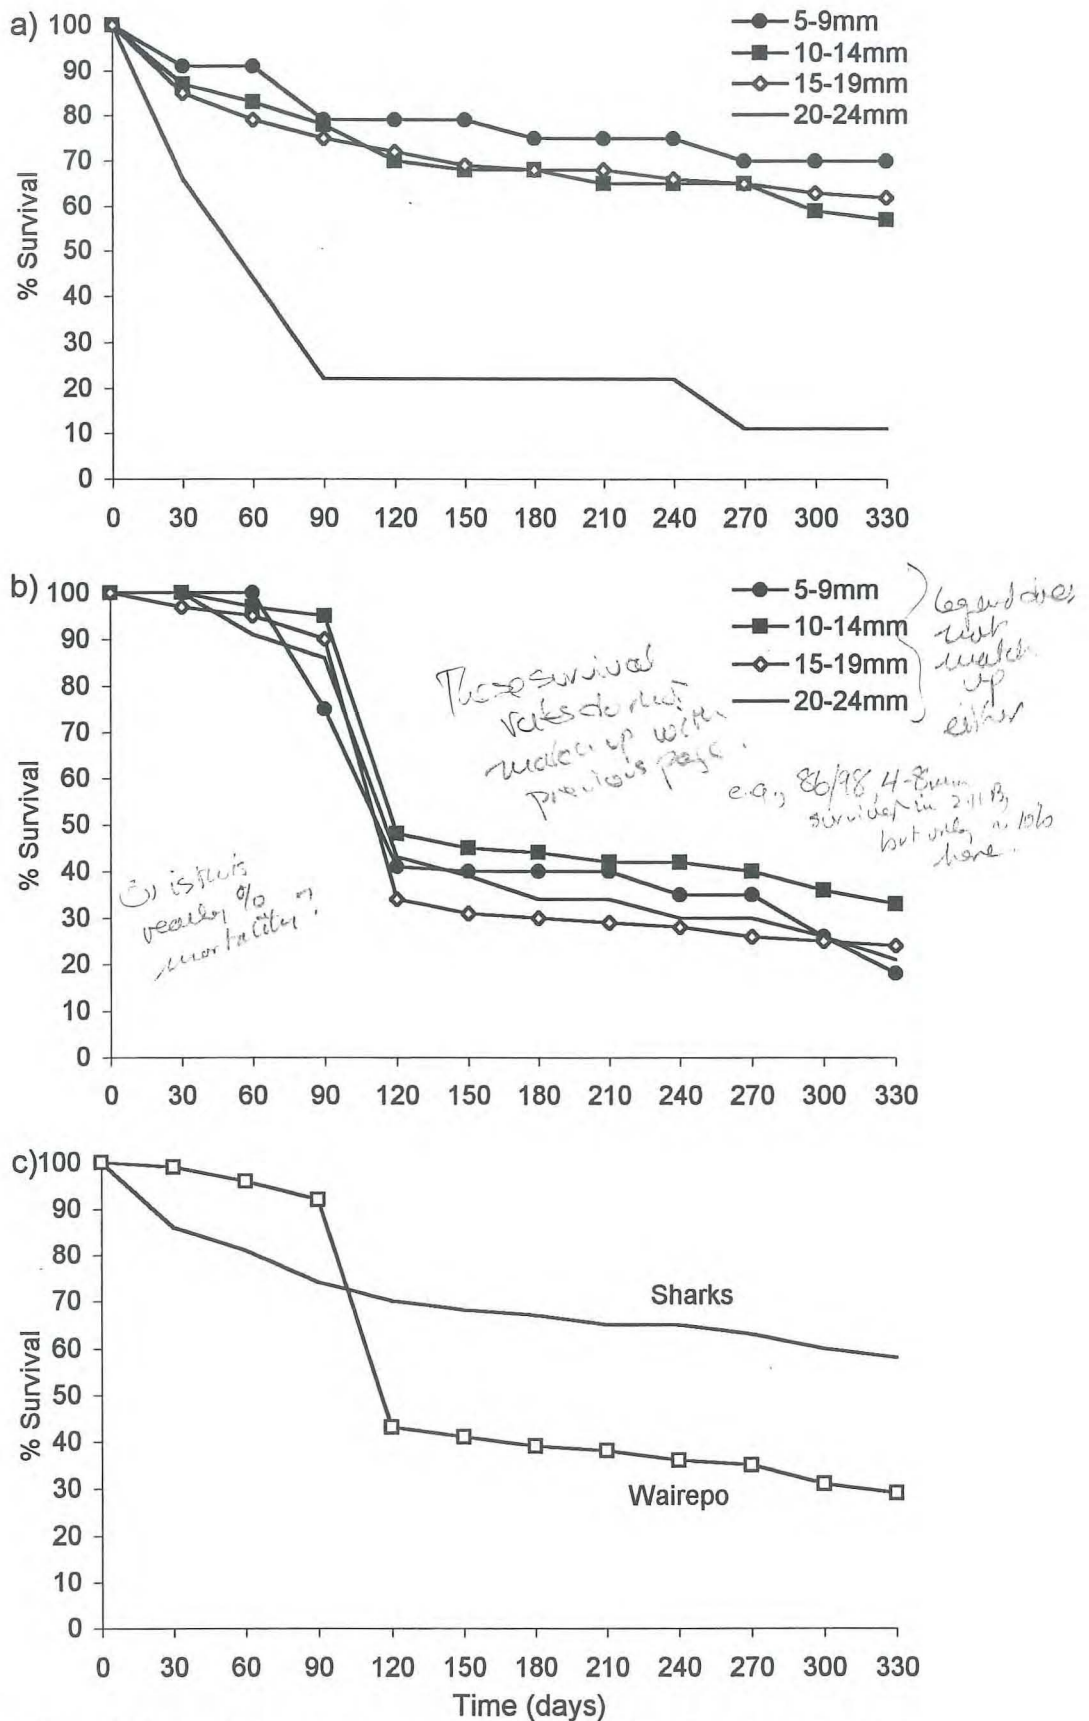 a)
100
90
80
70
60
50
40
30
20
10
0
% Survival
5-9mm
10-14mm
15-19mm
20-24mm
0 30 60 90 120 150 180 210 240 270 300 330
b)
100
90
80
70
60
50
40
30
20
10
0
% Survival
5-9mm
10-14mm
15-19mm
20-24mm
legend does
not
match
up
either
These survival
rates do not
match up with
previous page.
e.g. 86/98, 4-8mm
survived in 2.11 B,
but only 10%
here.
Or is this
really %
mortality?
0 30 60 90 120 150 180 210 240 270 300 330
c)
100
90
80
70
60
50
40
30
20
10
0
% Survival
Sharks
Wairepo
0 30 60 90 120 150 180 210 240 270 300 330
Time (days)